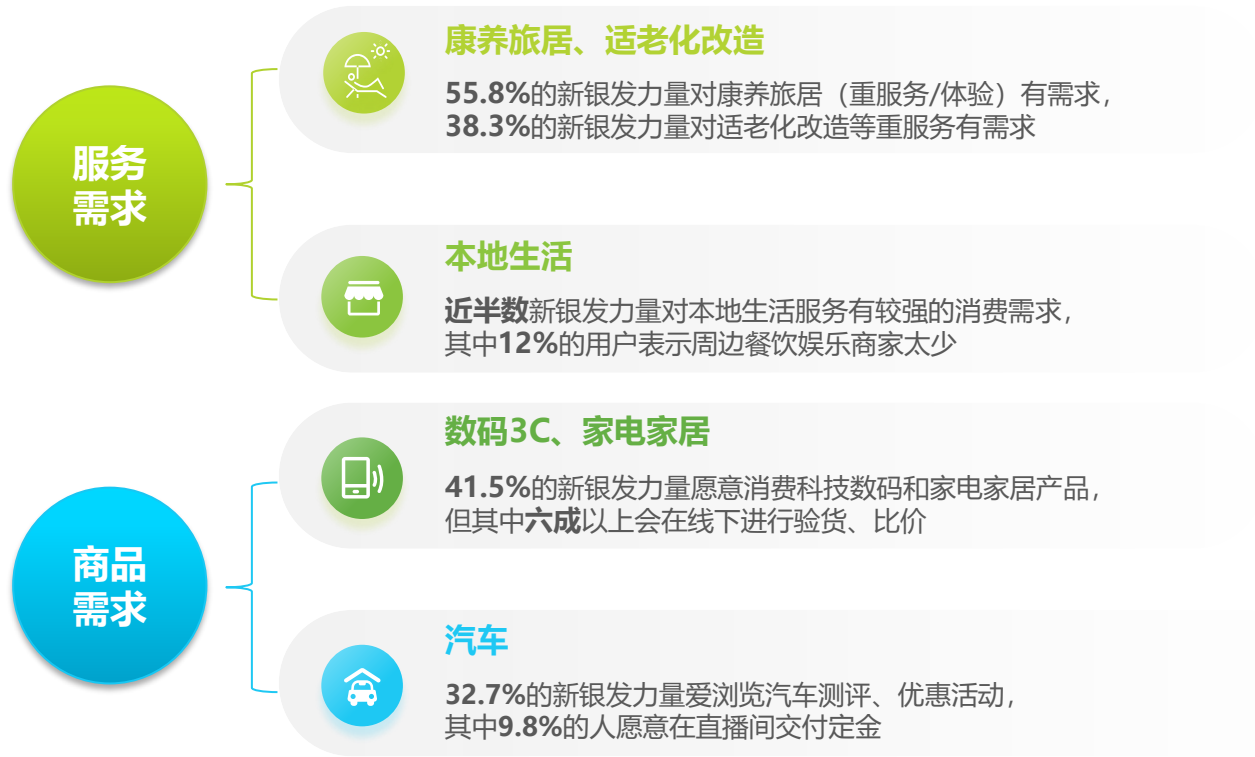 服务
需求
康养旅居、适老化改造
55.8%的新银发力量对康养旅居（重服务/体验）有需求，
38.3%的新银发力量对适老化改造等重服务有需求
本地生活
近半数新银发力量对本地生活服务有较强的消费需求，
其中12%的用户表示周边餐饮娱乐商家太少
商品
需求
数码3C、家电家居
41.5%的新银发力量愿意消费科技数码和家电家居产品，
但其中六成以上会在线下进行验货、比价
汽车
32.7%的新银发力量爱浏览汽车测评、优惠活动，
其中9.8%的人愿意在直播间交付定金